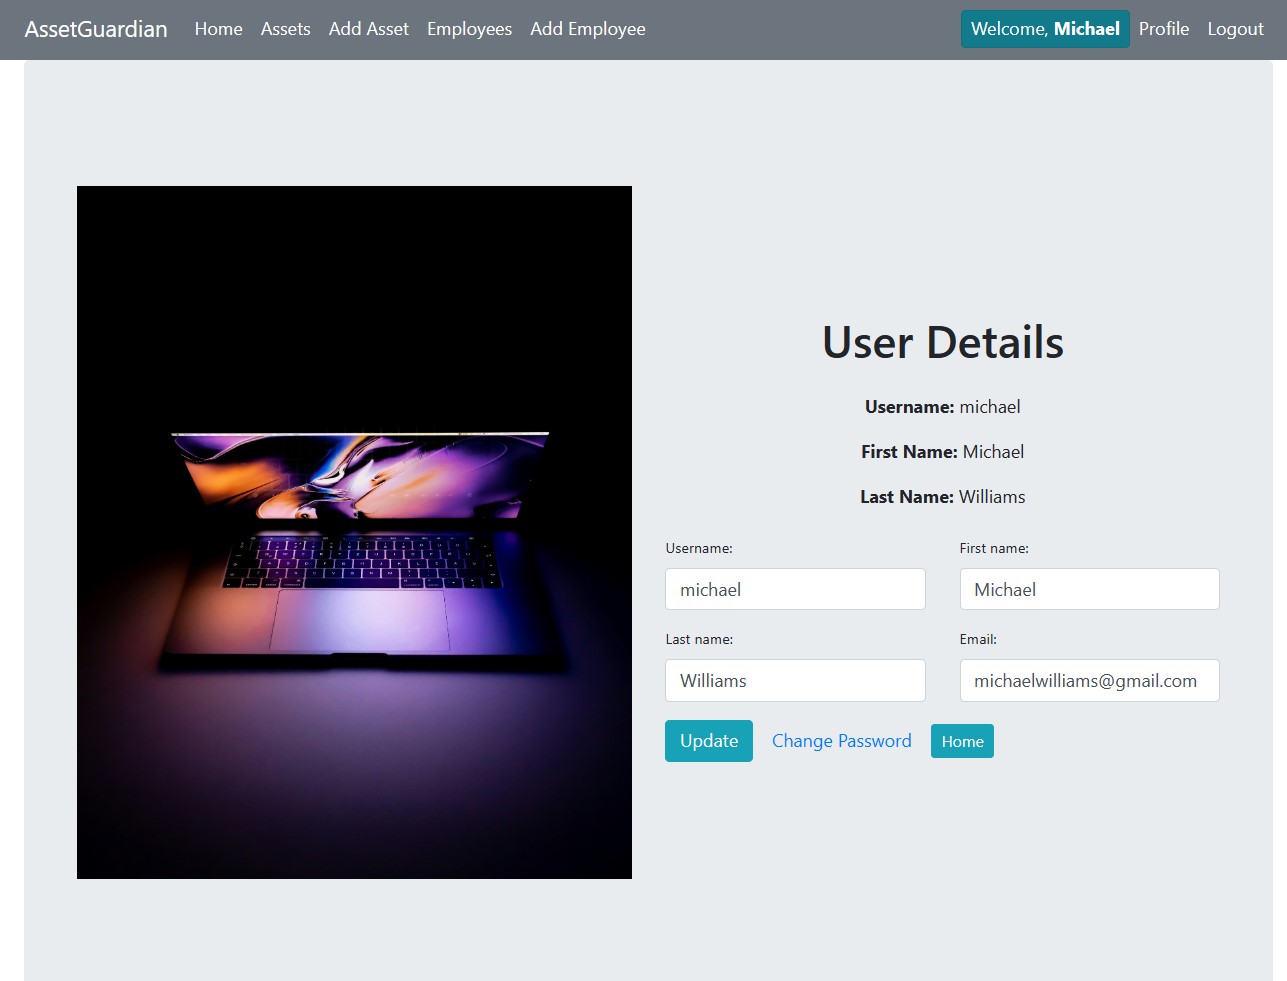 AssetGuardian Home Assets Add Asset Employees Add Employee Welcome, Michael Profile Logout
User Details
Username: michael
First Name: Michael
Last Name: Williams
Username: First name:
michael Michael
Last name: Email:
Williams michaelwilliams@gmail.com
Update Change Password Home